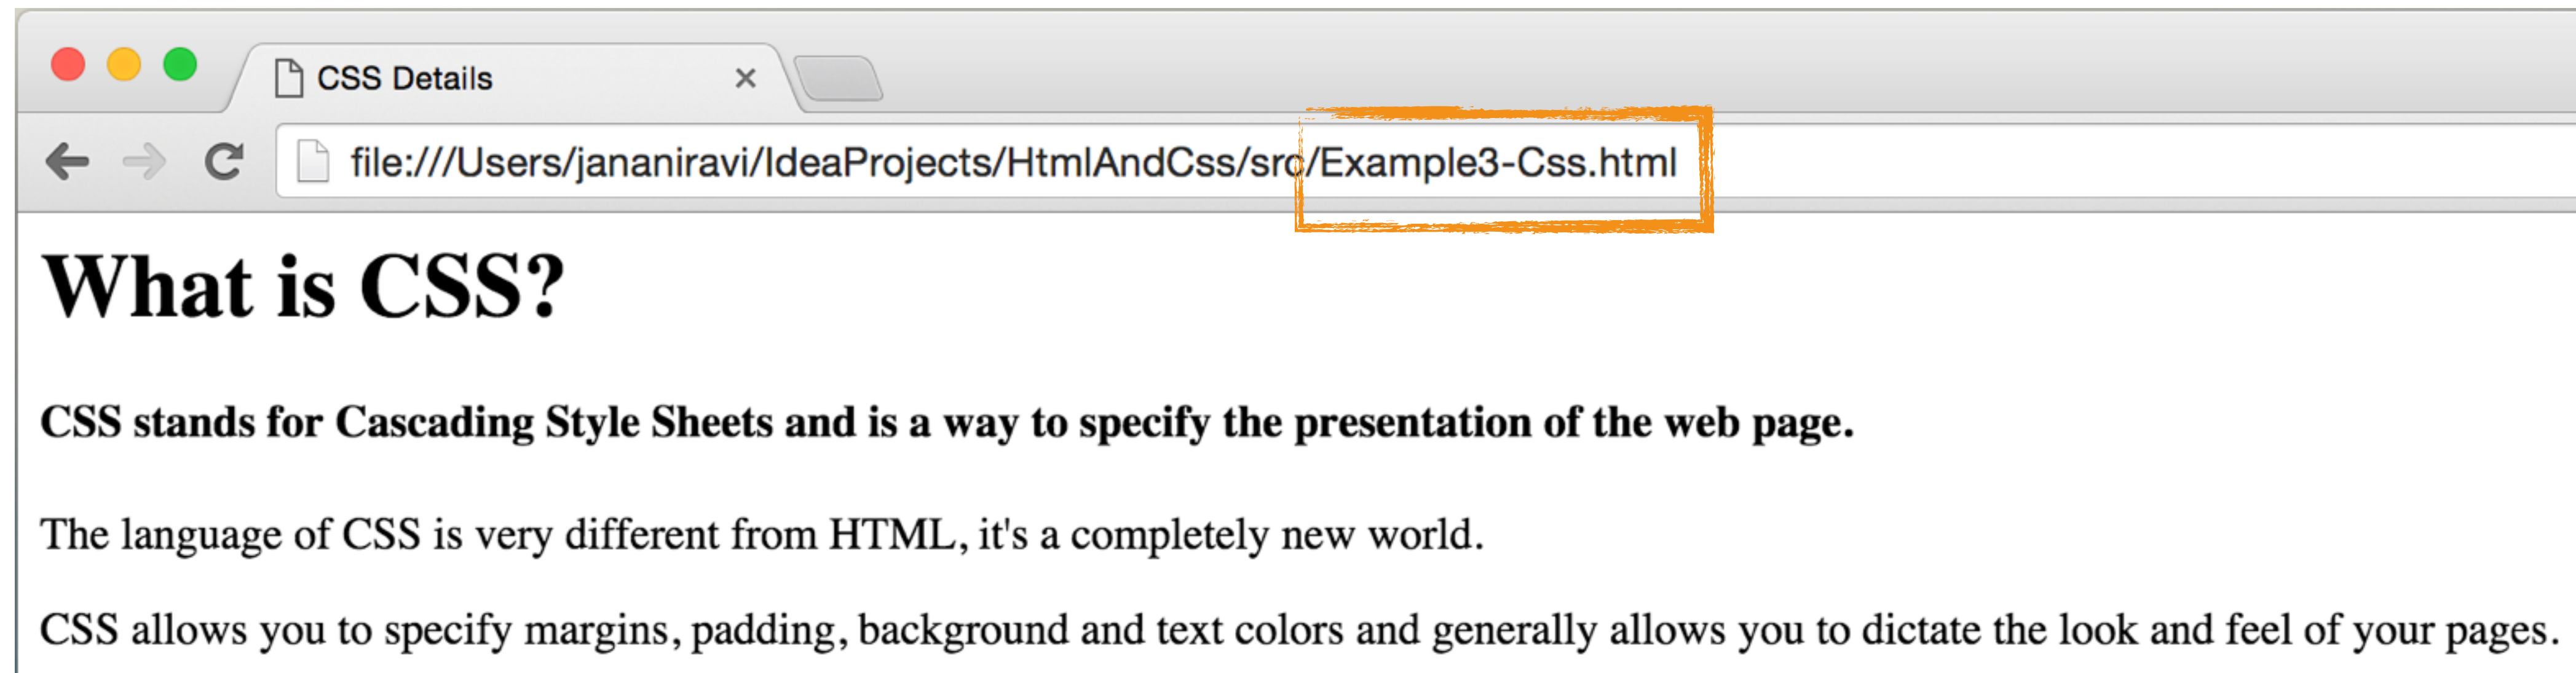 CSS Details
file:///Users/jananiravi/IdeaProjects/HtmlAndCss/src/Example3-Css.html
What is CSS?
CSS stands for Cascading Style Sheets and is a way to specify the presentation of the web page.
The language of CSS is very different from HTML, it's a completely new world.
CSS allows you to specify margins, padding, background and text colors and generally allows you to dictate the look and feel of your pages.